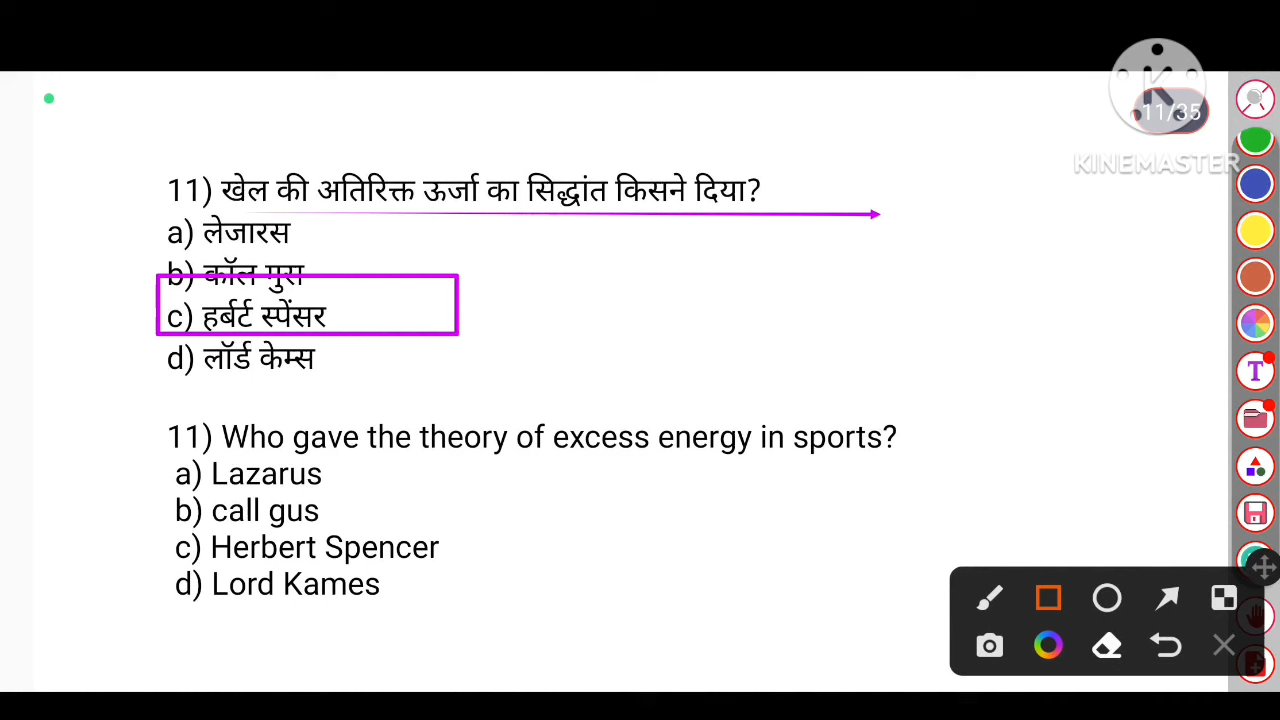 11/35
KINEMASTER
11) खेल की अतिरिक्त ऊर्जा का सिद्धांत किसने दिया?
a) लेजारस
b) कॉल गुस
c) हर्बर्ट स्पेंसर
d) लॉर्ड केम्स
11) Who gave the theory of excess energy in sports?
a) Lazarus
b) call gus
c) Herbert Spencer
d) Lord Kames
T